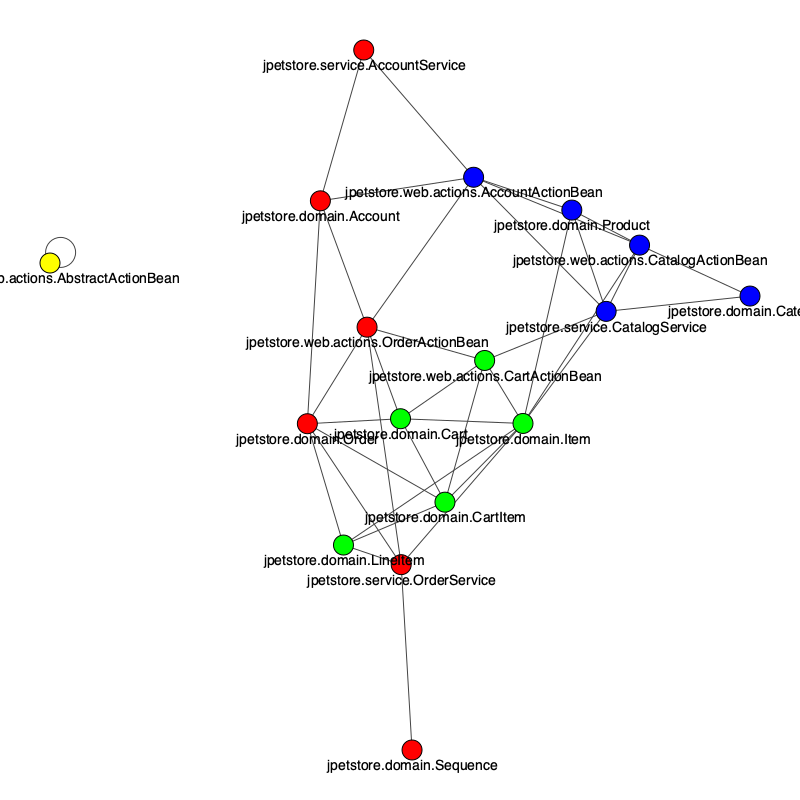 jpetstore.service.AccountService
jpetstore.web.actions.AccountActionBean
jpetstore.domain.Account
jpetstore.domain.Product
jpetstore.web.actions.CatalogActionBean
b.actions.AbstractActionBean
jpetstore.domain.Cate
jpetstore.service.CatalogService
jpetstore.web.actions.OrderActionBean
jpetstore.web.actions.CartActionBean
jpetstore.domain.Order
jpetstore.domain.Cart
jpetstore.domain.Item
jpetstore.domain.CartItem
jpetstore.domain.LineItem
jpetstore.service.OrderService
jpetstore.domain.Sequence